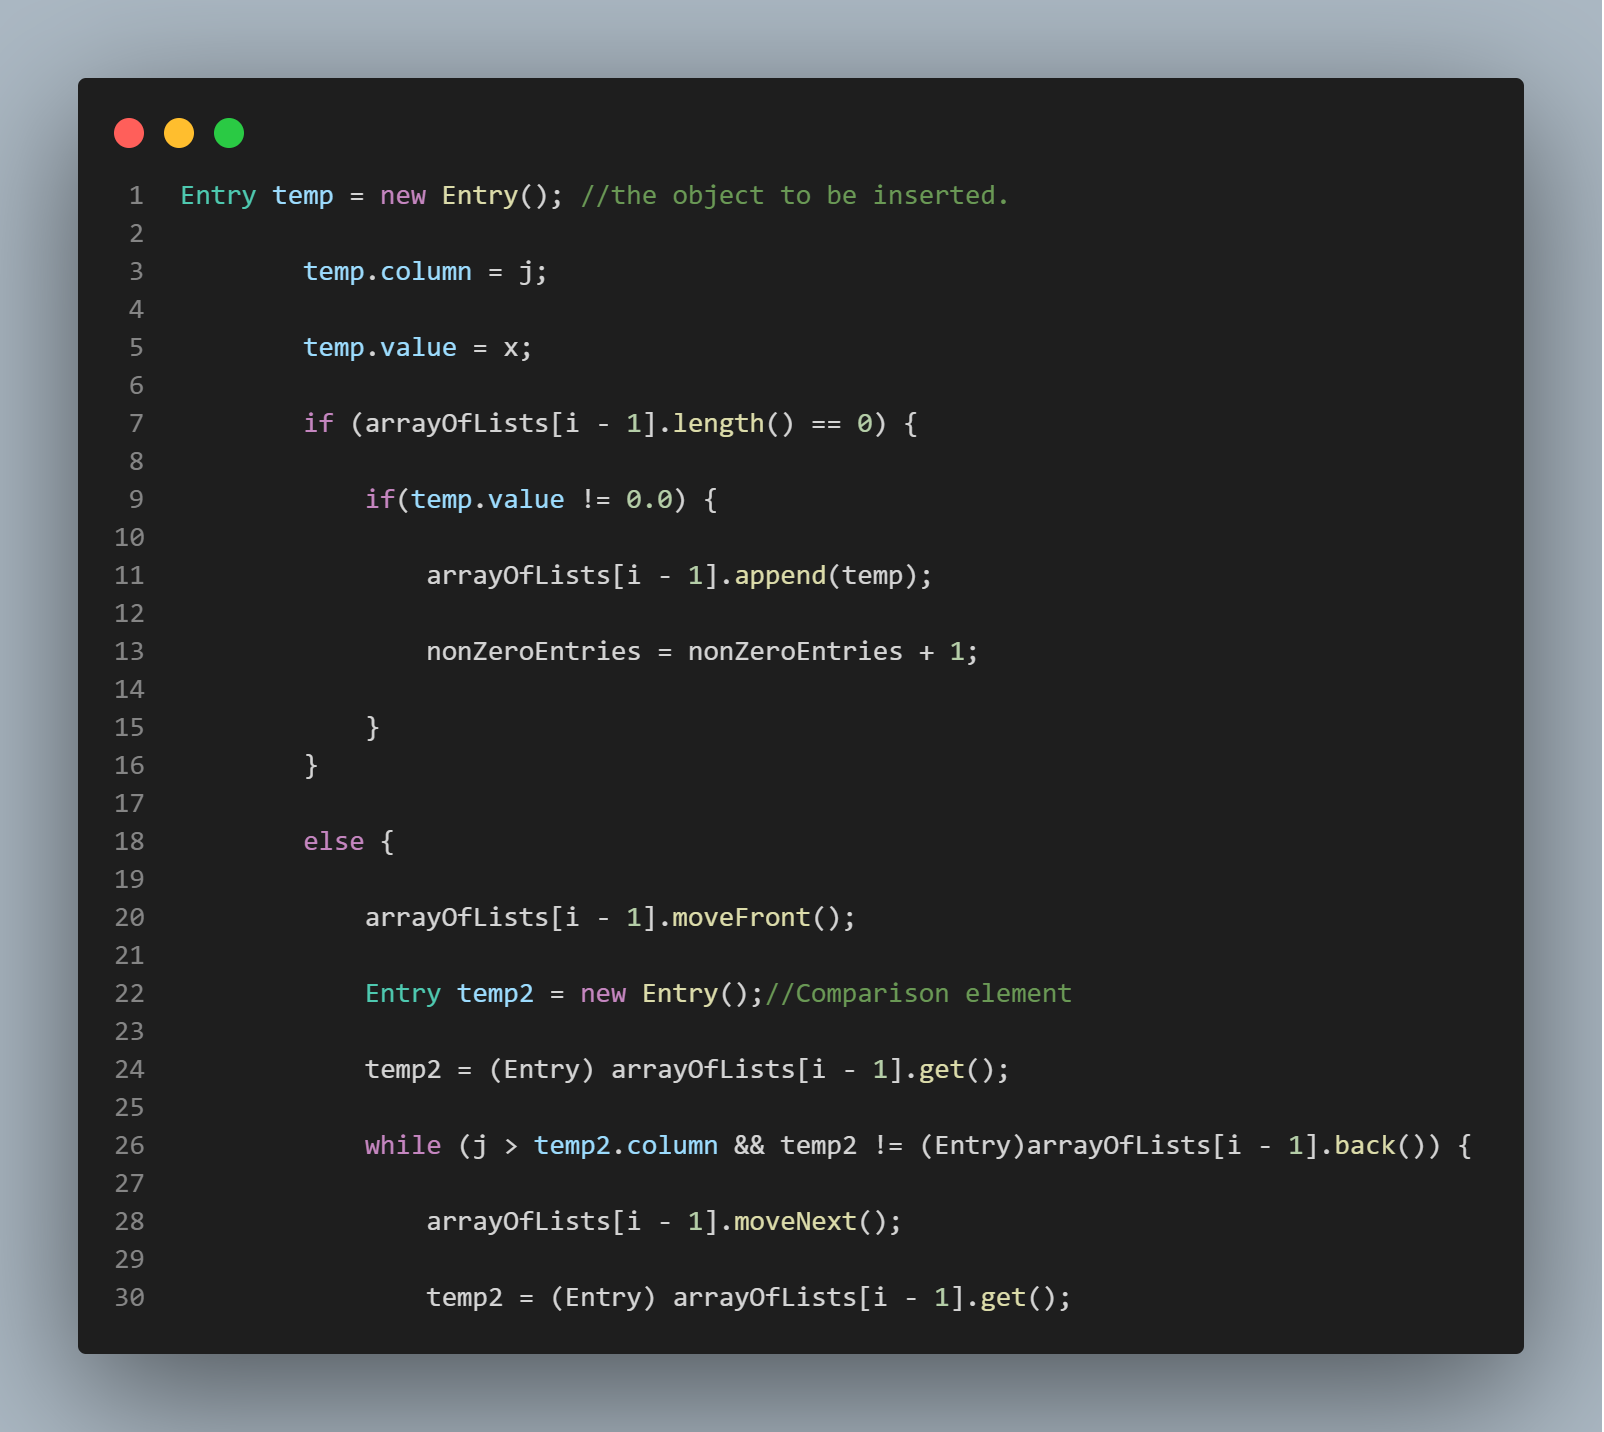 1 Entry temp = new Entry(); //the object to be inserted.
2
3 temp.column = j;
4
5 temp.value = x;
6
7 if (arrayOfLists[i - 1].length() == 0) {
8
9 if(temp.value != 0.0) {
10
11 arrayOfLists[i - 1].append(temp);
12
13 nonZeroEntries = nonZeroEntries + 1;
14
15 }
16 }
17
18 else {
19
20 arrayOfLists[i - 1].moveFront();
21
22 Entry temp2 = new Entry();//Comparison element
23
24 temp2 = (Entry) arrayOfLists[i - 1].get();
25
26 while (j > temp2.column && temp2 != (Entry)arrayOfLists[i - 1].back()) {
27
28 arrayOfLists[i - 1].moveNext();
29
30 temp2 = (Entry) arrayOfLists[i - 1].get();